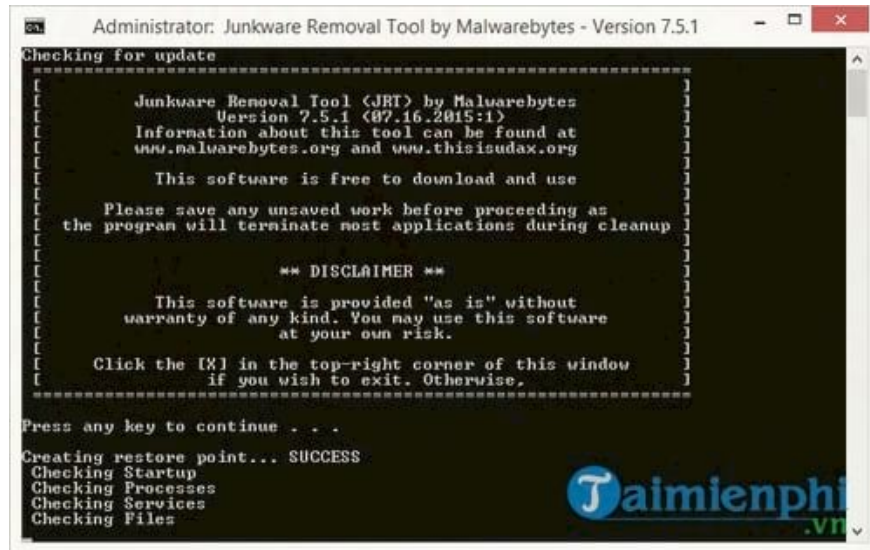 Administrator: Junkware Removal Tool by Malwarebytes - Version 7.5.1
Checking for update
[ ]
[ Junkware Removal Tool (JRT) by Malwarebytes ]
[ Version 7.5.1 (07.16.2015:1) ]
[ Information about this tool can be found at ]
[ www.malwarebytes.org and www.thisisudax.org ]
[ ]
[ This software is free to download and use ]
[ ]
[ Please save any unsaved work before proceeding as ]
[ the program will terminate most applications during cleanup ]
[ ]
[ ]
[ ** DISCLAIMER ** ]
[ ]
[ This software is provided "as is" without ]
[ warranty of any kind. You may use this software ]
[ at your own risk. ]
[ ]
[ Click the [X] in the top-right corner of this window ]
[ if you wish to exit. Otherwise, ]
Press any key to continue . . .
Creating restore point... SUCCESS
Checking Startup
Checking Processes
Checking Services
Checking Files
Taimienphi
.vn